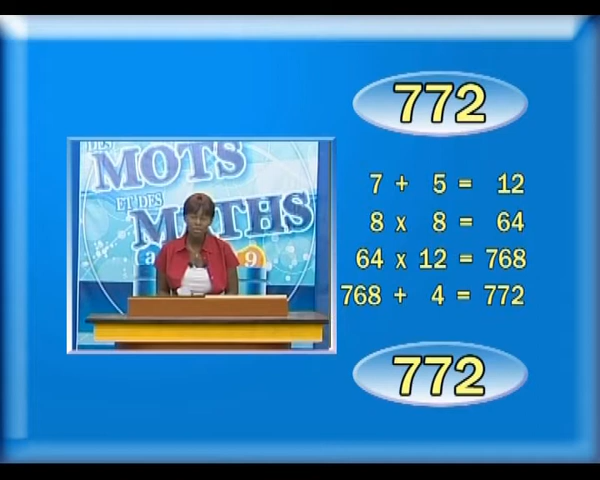 DES
MOTS
ET DES
MATHS
a
9
772
7 + 5 = 12
8 x 8 = 64
64 x 12 = 768
768 + 4 = 772
772